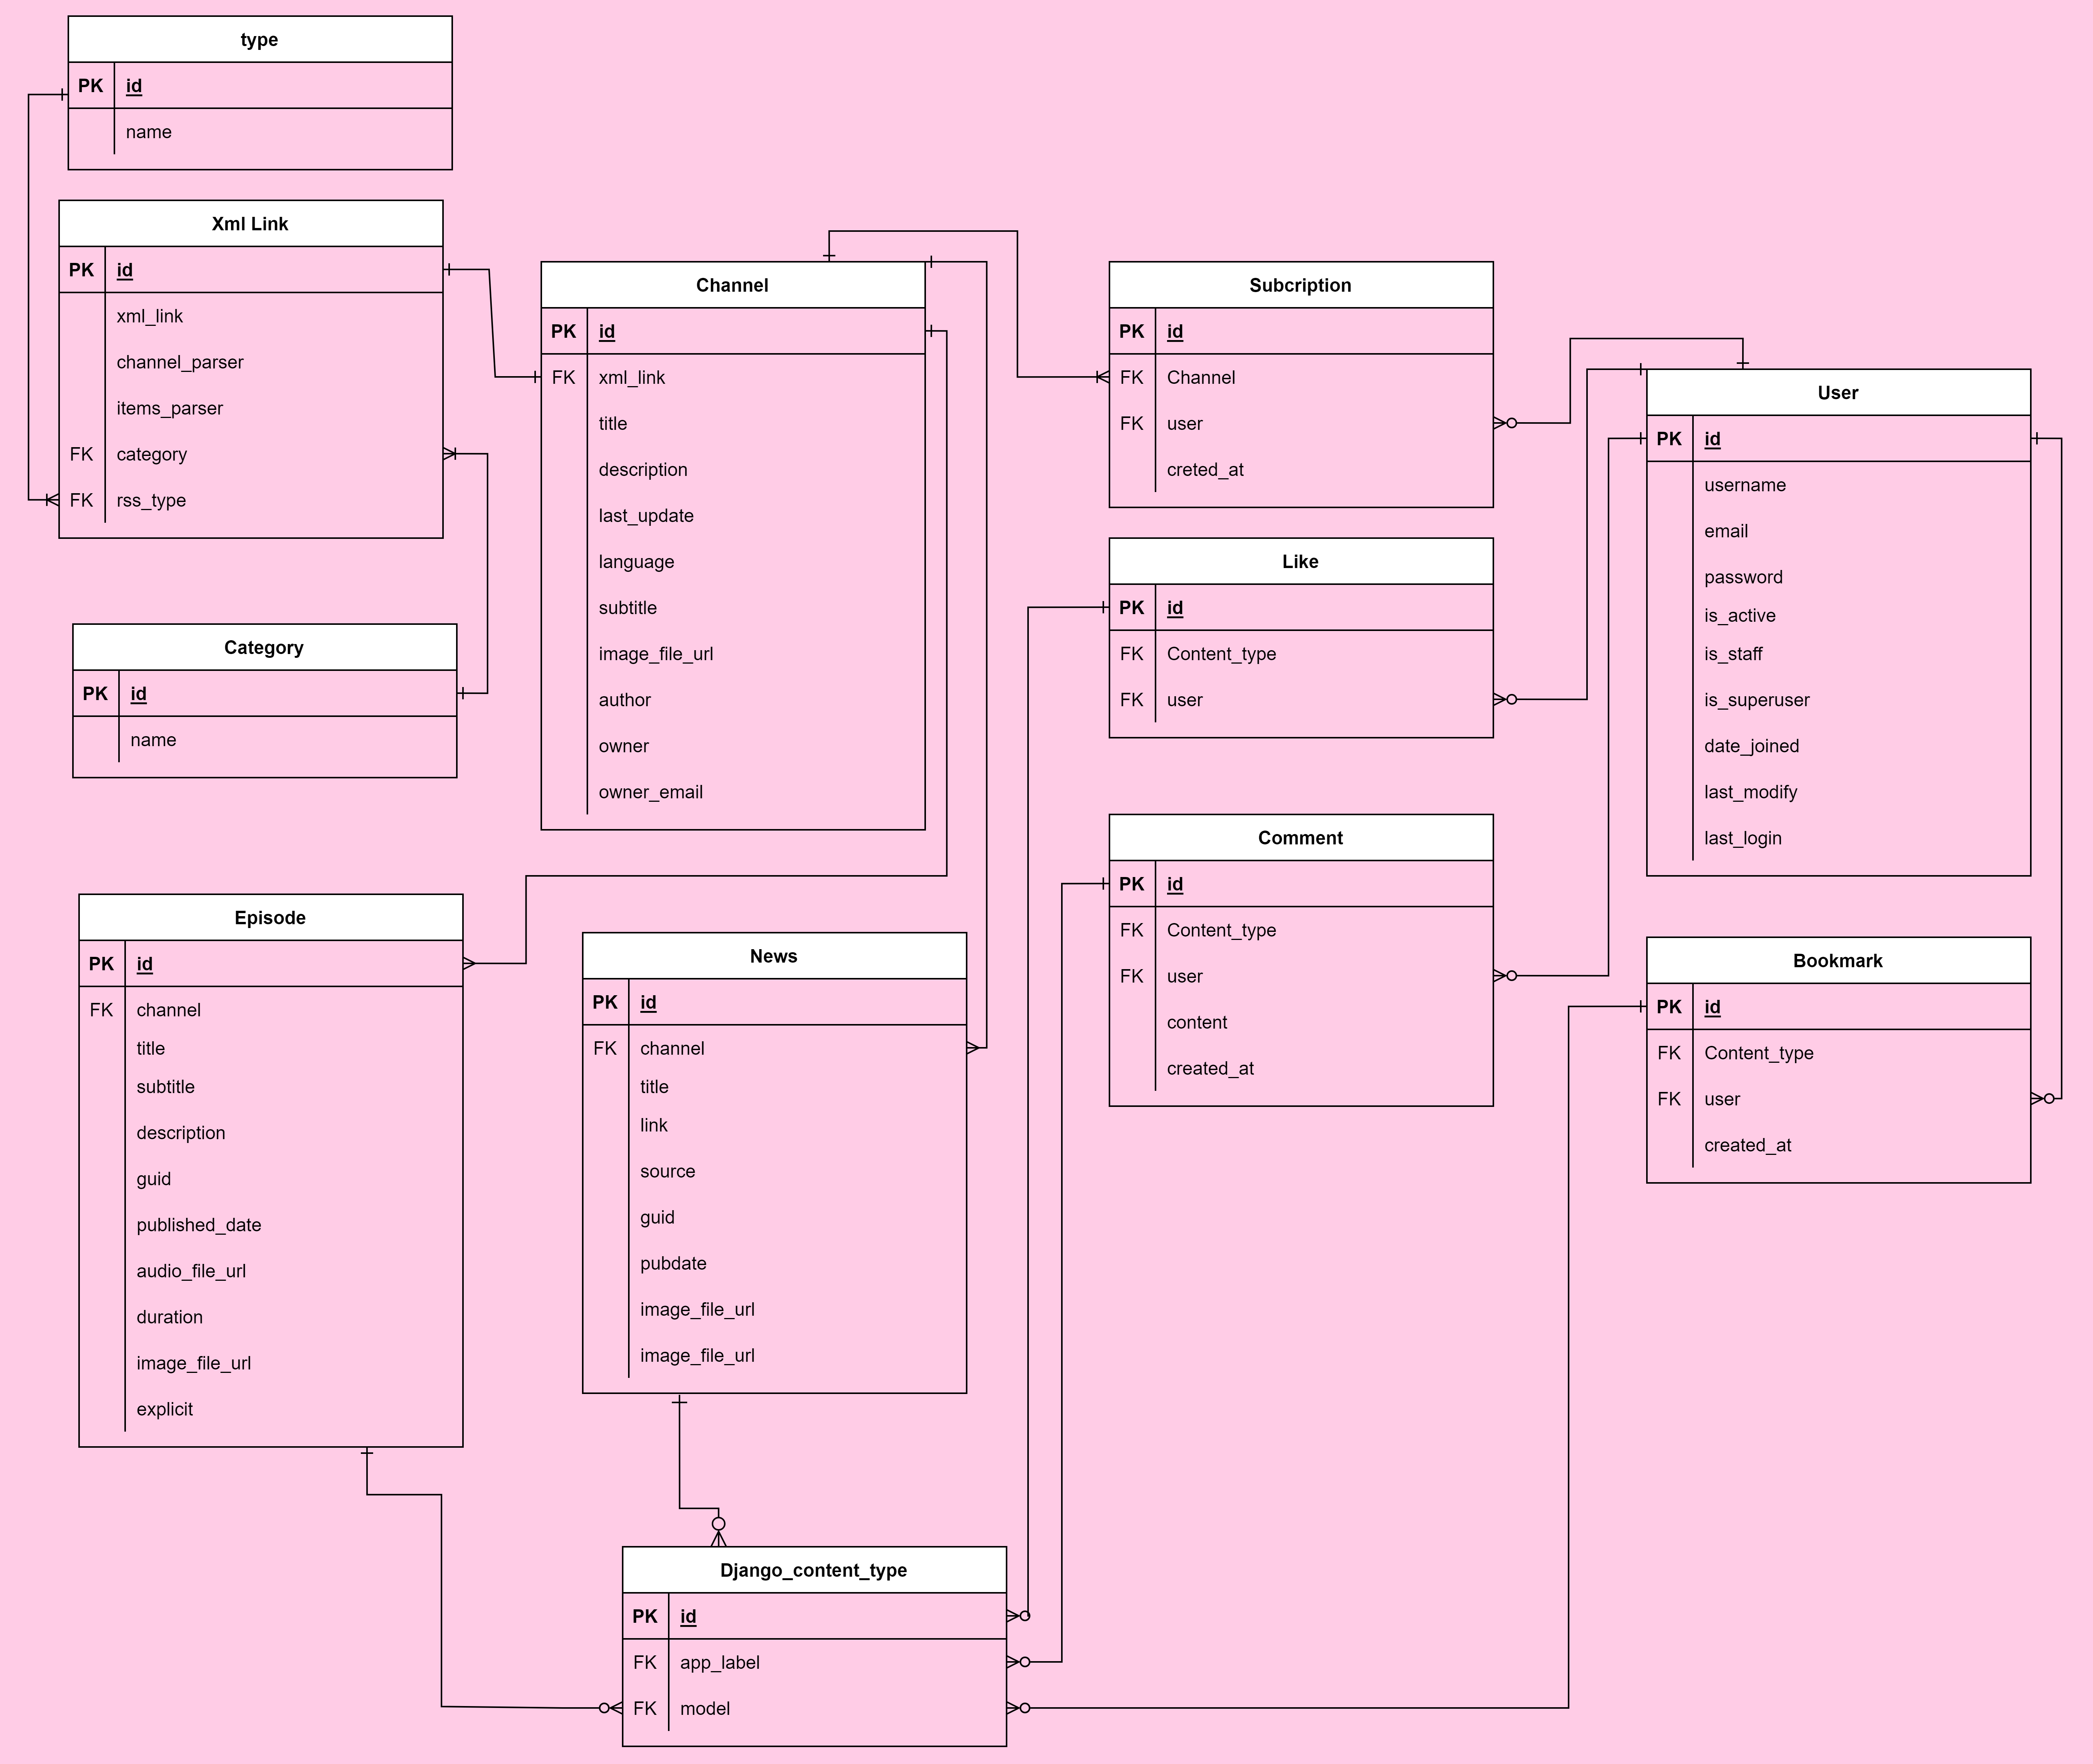 type
PK id
name
Xml Link
PK id
xml_link
channel_parser
items_parser
FK category
FK rss_type
Category
PK id
name
Channel
PK id
FK xml_link
title
description
last_update
language
subtitle
image_file_url
author
owner
owner_email
Subcription
PK id
FK Channel
FK user
creted_at
Like
PK id
FK Content_type
FK user
Comment
PK id
FK Content_type
FK user
content
created_at
User
PK id
username
email
password
is_active
is_staff
is_superuser
date_joined
last_modify
last_login
Bookmark
PK id
FK Content_type
FK user
created_at
Episode
PK id
FK channel
title
subtitle
description
guid
published_date
audio_file_url
duration
image_file_url
explicit
News
PK id
FK channel
title
link
source
guid
pubdate
image_file_url
image_file_url
Django_content_type
PK id
FK app_label
FK model